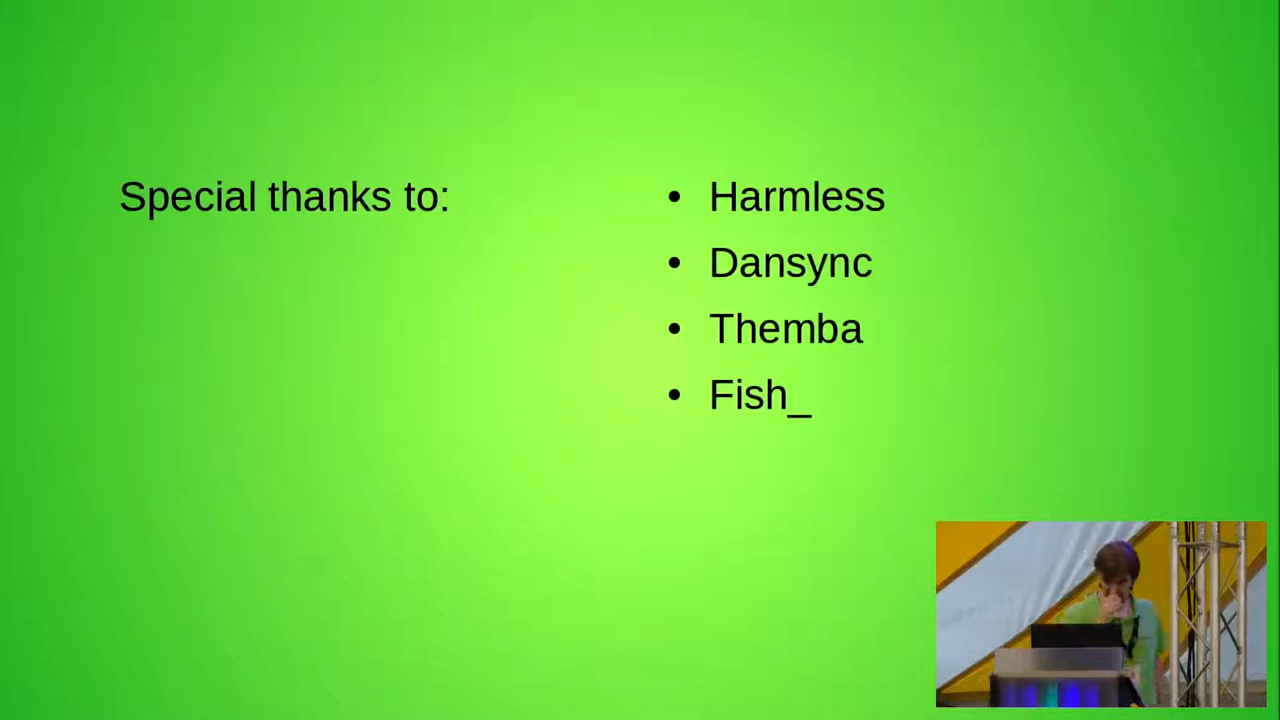 Special thanks to:
• Harmless
• Dansync
• Themba
• Fish_